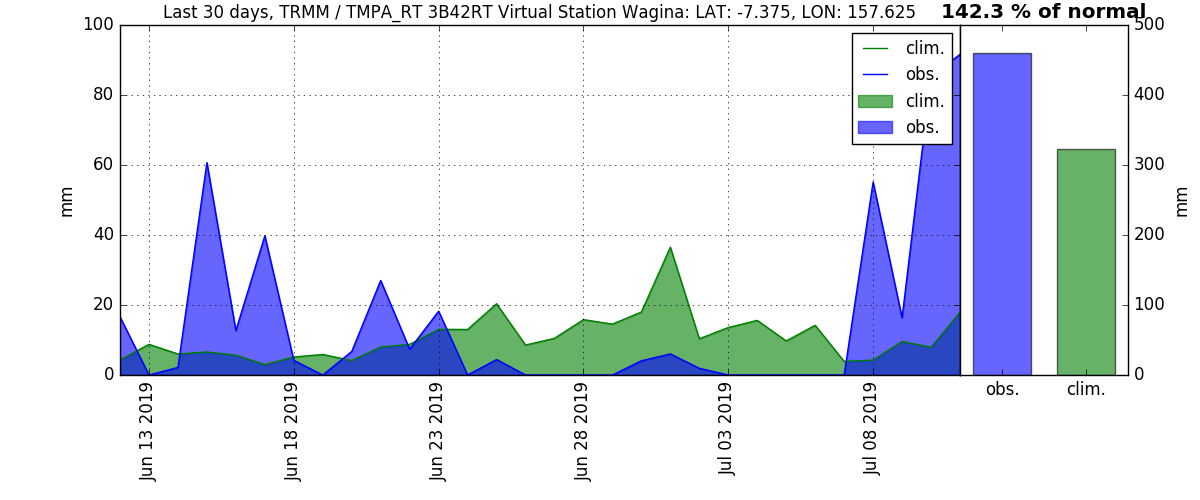 Last 30 days, TRMM / TMPA_RT 3B42RT Virtual Station Wagina: LAT: -7.375, LON: 157.625
142.3 % of normal
100
80
60
40
20
0
mm
clim.
obs.
clim.
obs.
500
400
300
200
100
0
mm
Jun 13 2019
Jun 18 2019
Jun 23 2019
Jun 28 2019
Jul 03 2019
Jul 08 2019
obs.
clim.